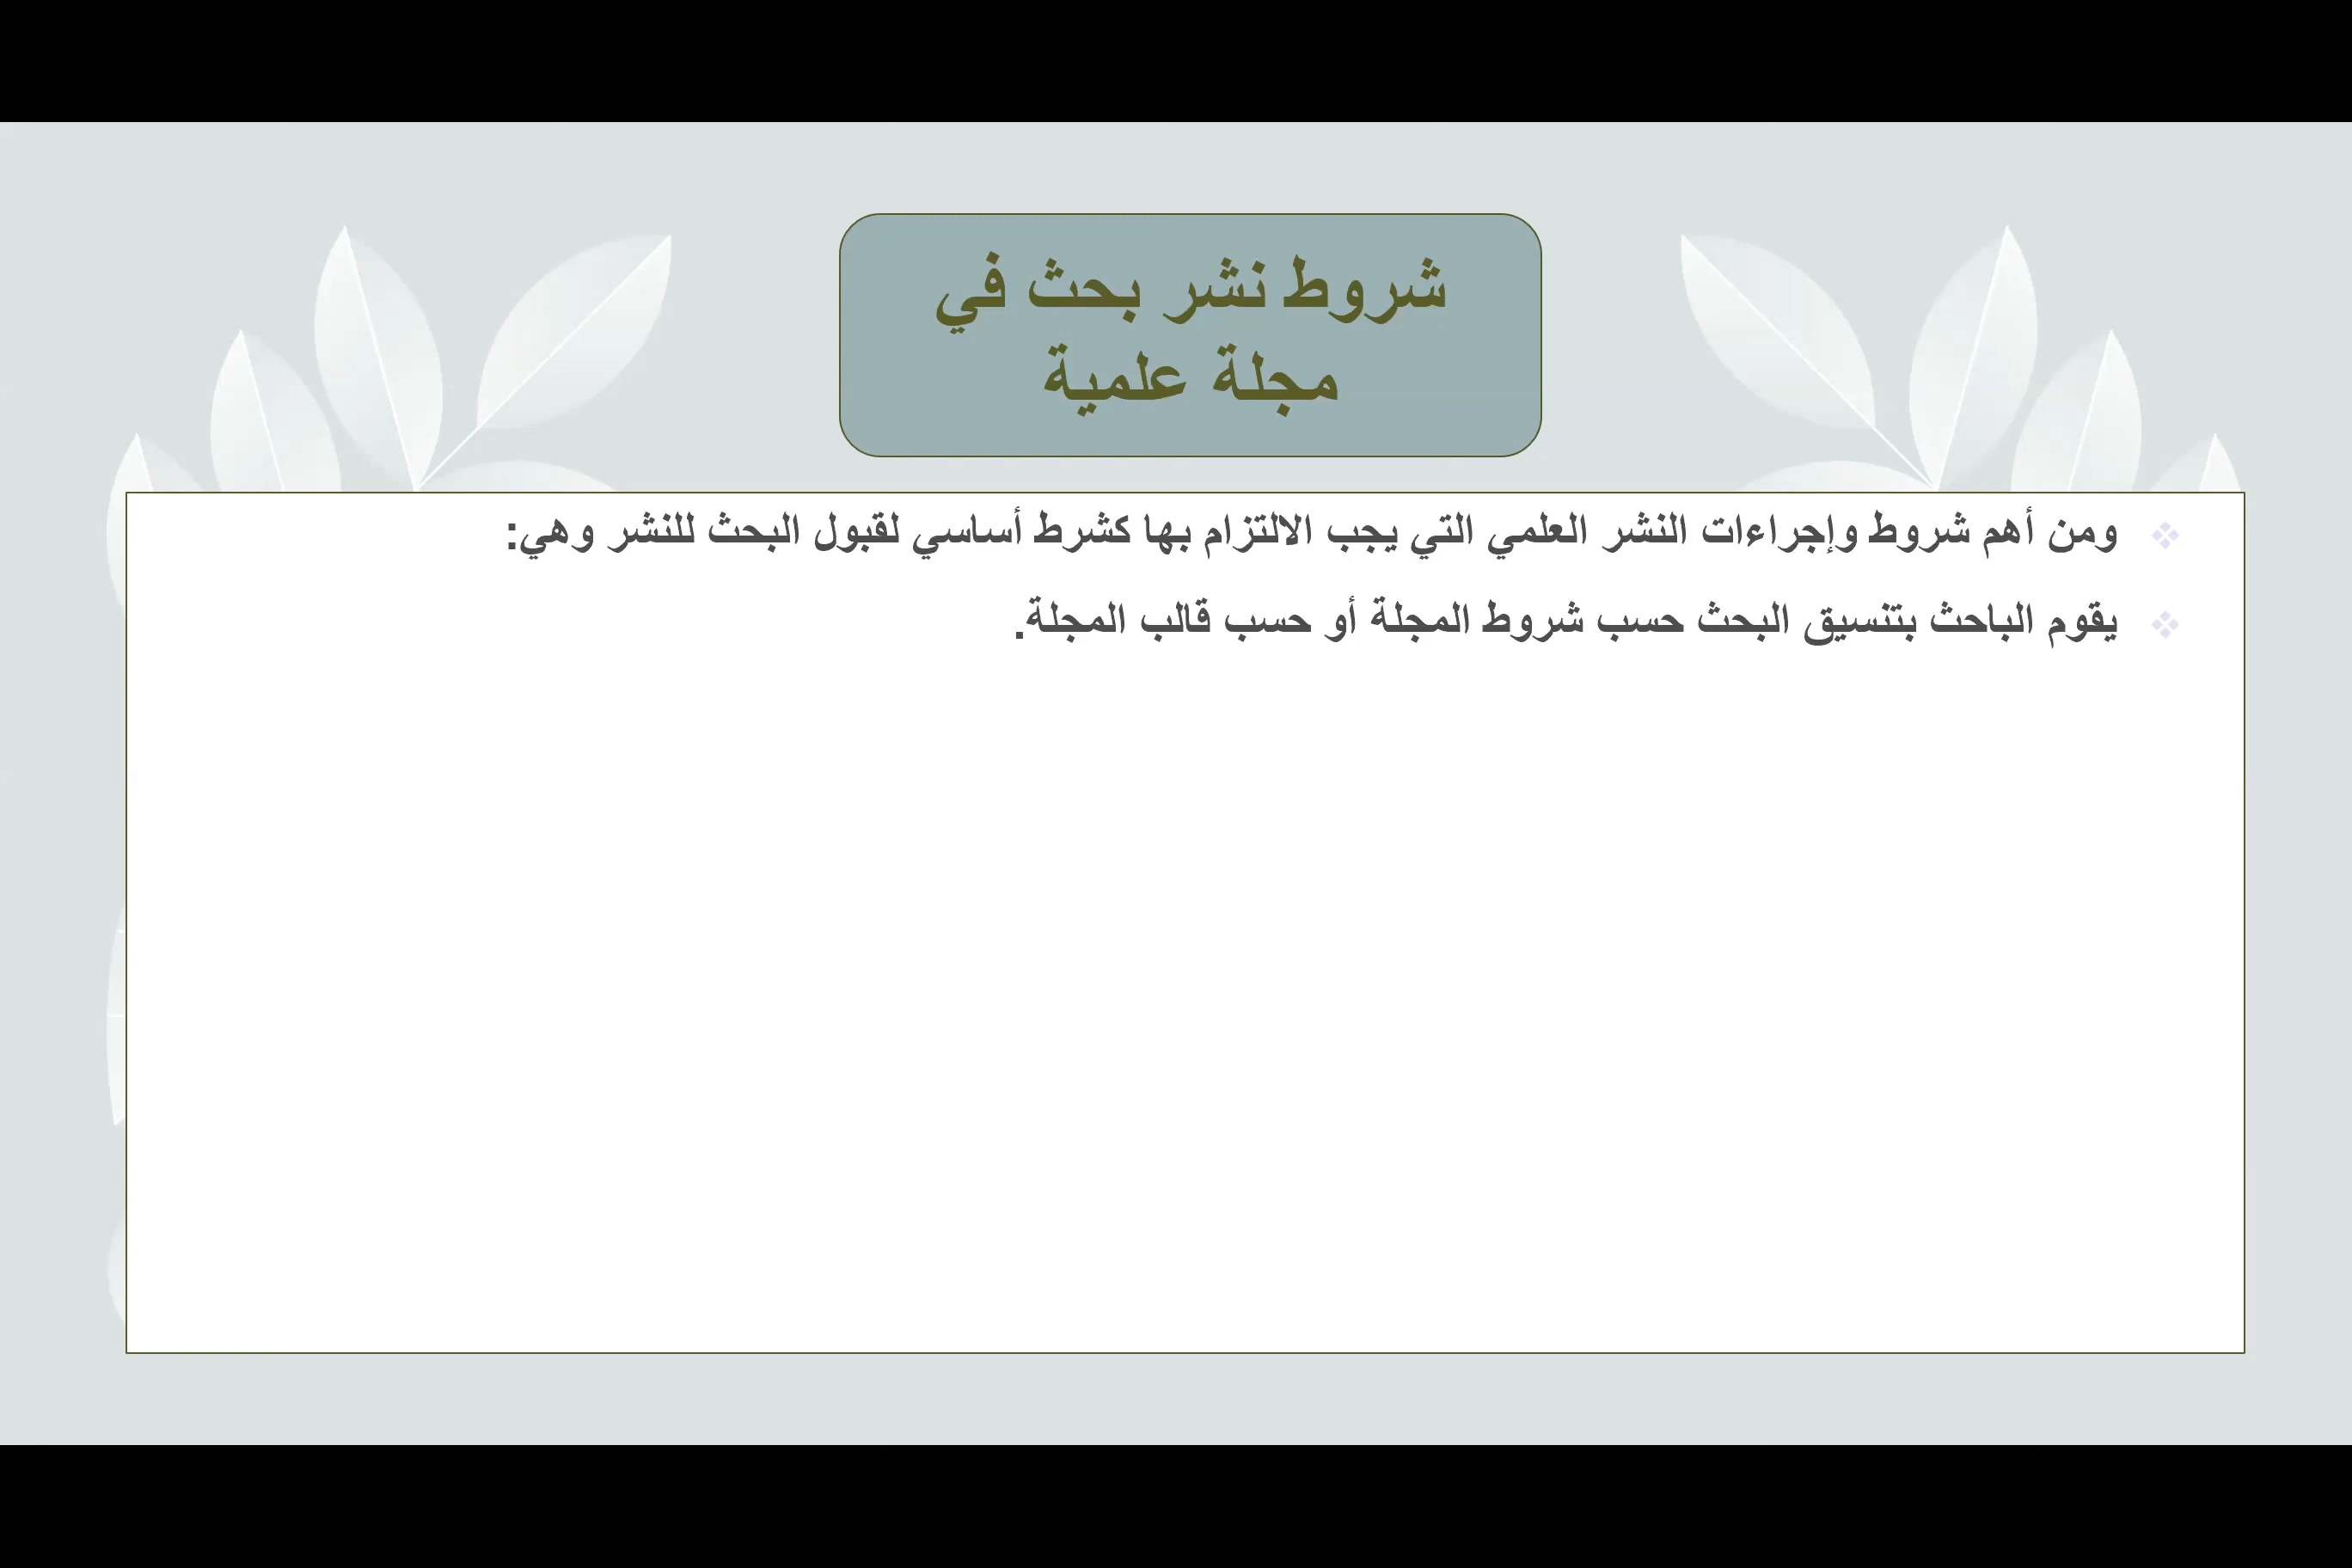 شروط نشر بحث في
مجلة علمية
ومن أهم شروط وإجراءات النشر العلمي التي يجب الالتزام بها كشرط أساسي لقبول البحث للنشر وهي:
يقوم الباحث بتنسيق البحث حسب شروط المجلة أو حسب قالب المجلة.